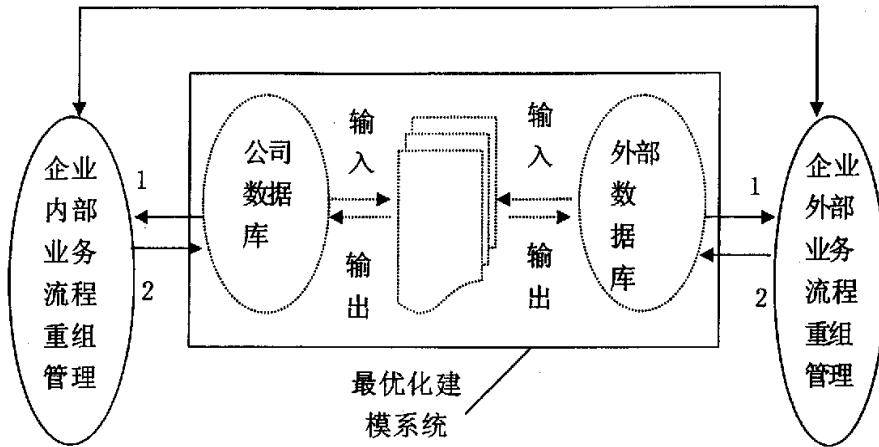 企业
内部
业务
流程
重组
管理
1
2
公司
数据
库
输
入
输
出
输
入
输
出
外部
数
据
库
1
2
企业
外部
业务
流程
重组
管理
最优化建
模系统